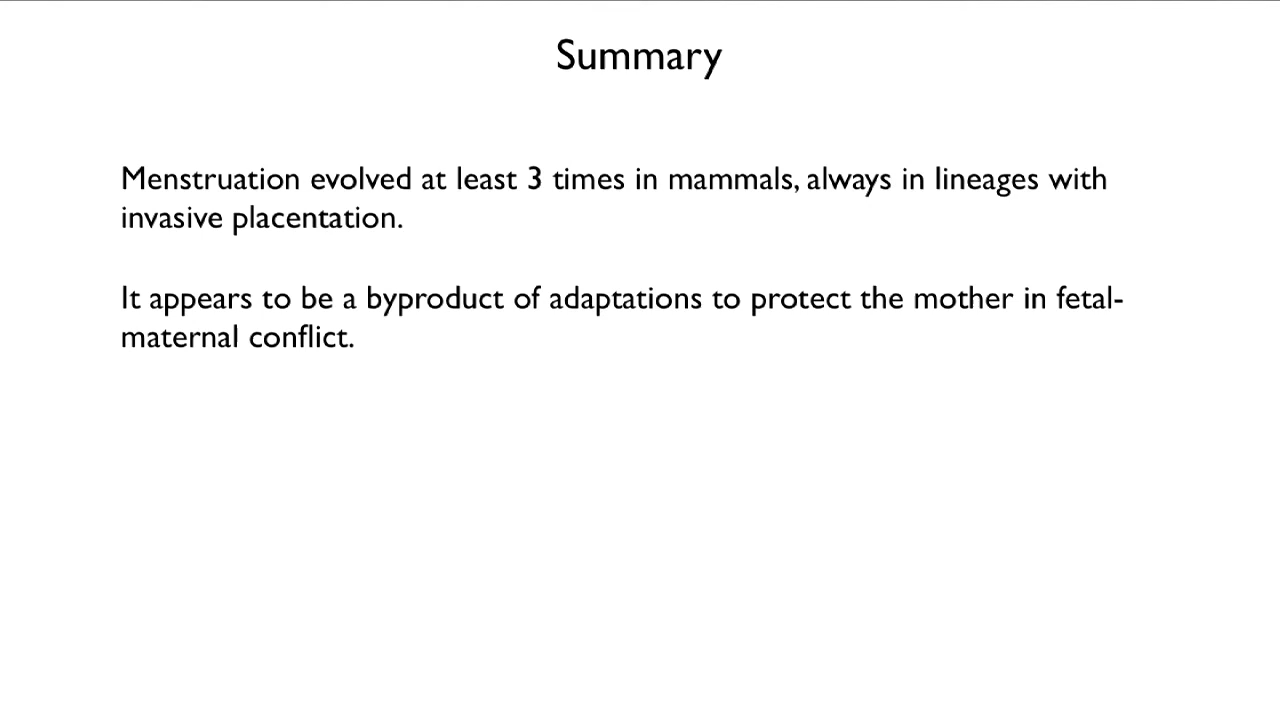 Summary
Menstruation evolved at least 3 times in mammals, always in lineages with
invasive placentation.
It appears to be a byproduct of adaptations to protect the mother in fetal-
maternal conflict.